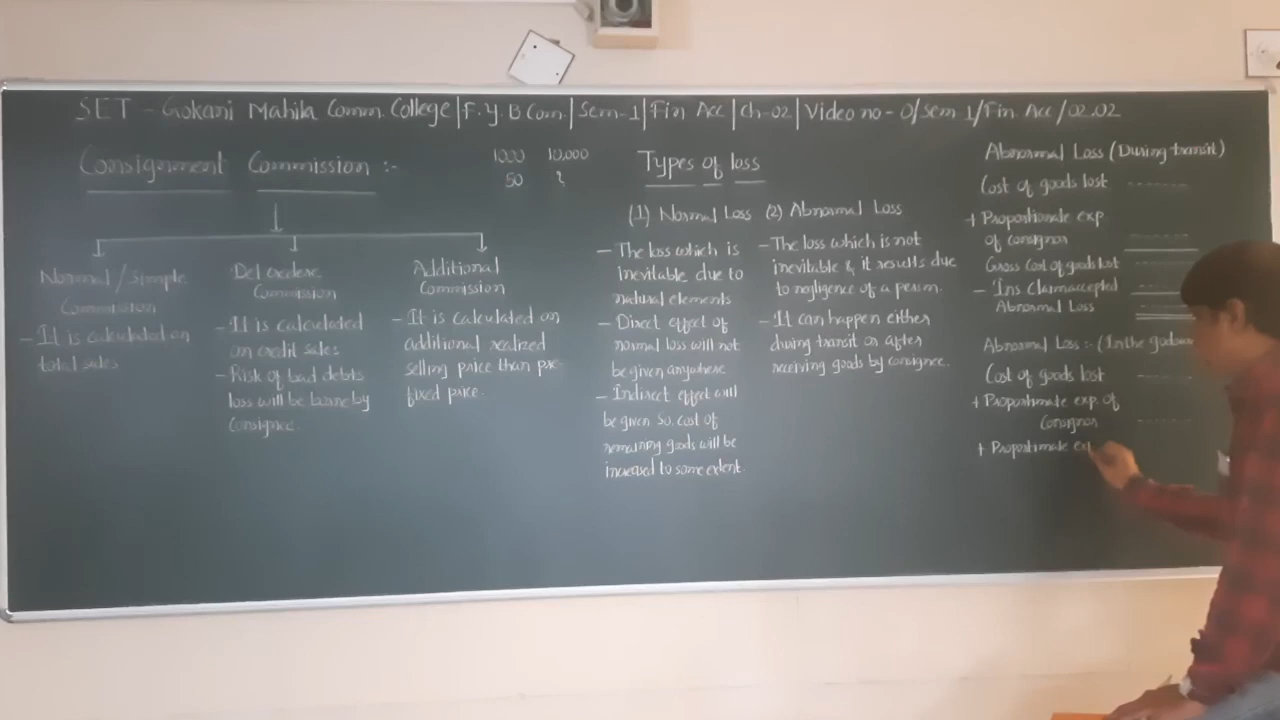 SET - Gokani Mahila Comm. College | F. Y. B Com. | Sem-1 | Fin Acc | Ch-02 | Video no - 0/Sem 1/Fin. Acc /02.02
Consignment Commission :-
Normal / Simple
Commission
- It is calculated on
total sales
Del credere
Commission
- It is calculated
on credit sales
- Risk of bad debts
loss will be borne by
consignee.
Additional
Commission
- It is calculated on
additional realized
selling price than pre-
fixed price.
1000 10,000
50 ?
Types of loss
(1) Normal Loss
- The loss which is
inevitable due to
natural elements
- Direct effect of
normal loss will not
be given anywhere
- Indirect effect will
be given so, cost of
remaining goods will be
increased to some extent.
(2) Abnormal Loss
- The loss which is not
inevitable & it results due
to negligence of a person.
- It can happen either
during transit or after
receiving goods by consignee.
Abnormal Loss (During transit)
Cost of goods lost
+ Proportionate exp.
of consignor
Gross cost of goods lost
- Ins claim accepted
Abnormal Loss
Abnormal Loss :- (In the godow
Cost of goods lost
+ Proportimate exp. of
Consignor
+ Proportimate exp